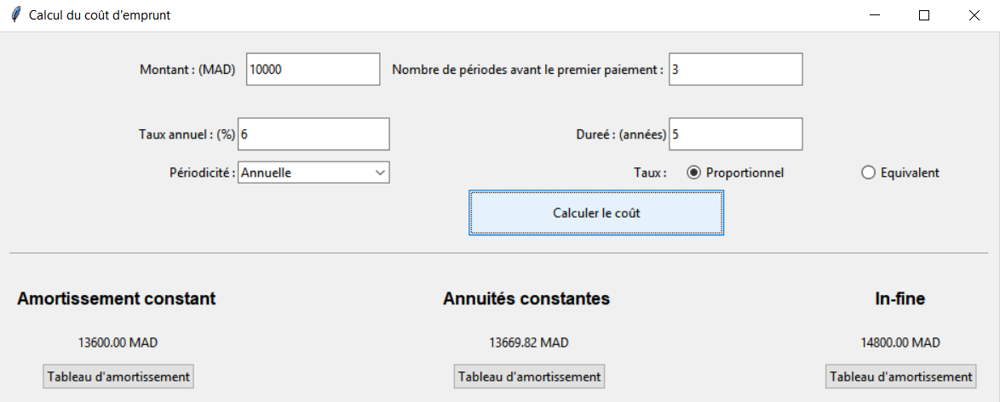 Calcul du coût d'emprunt
Montant : (MAD) 10000 Nombre de périodes avant le premier paiement : 3
Taux annuel : (%) 6 Dureé : (années) 5
Périodicité : Annuelle Taux : Proportionnel Equivalent
Calculer le coût
Amortissement constant Annuités constantes In-fine
13600.00 MAD 13669.82 MAD 14800.00 MAD
Tableau d'amortissement Tableau d'amortissement Tableau d'amortissement